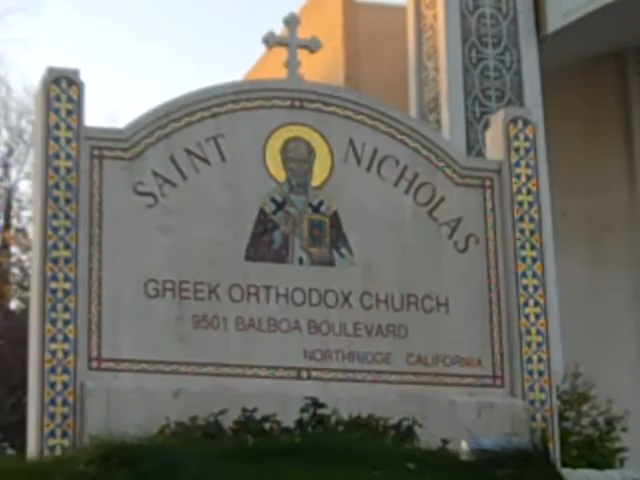 SAINT NICHOLAS
GREEK ORTHODOX CHURCH
9501 BALBOA BOULEVARD
NORTHRIDGE CALIFORNIA